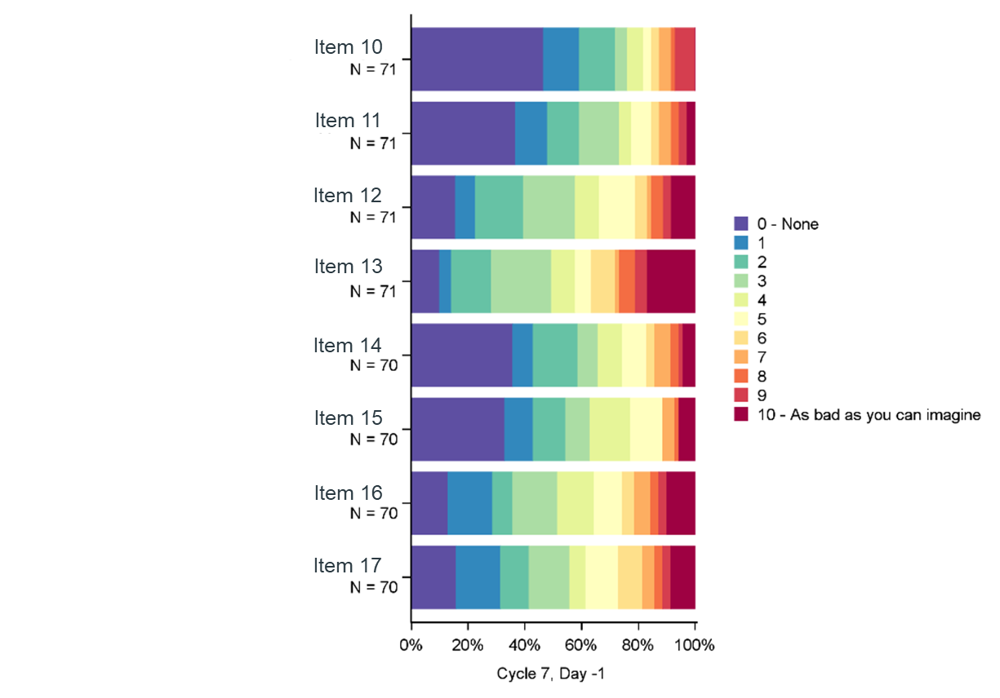 Item 10
N = 71
Item 11
N = 71
Item 12
N = 71
Item 13
N = 71
Item 14
N = 70
Item 15
N = 70
Item 16
N = 70
Item 17
N = 70
0% 20% 40% 60% 80% 100%
Cycle 7, Day -1
0 - None
1
2
3
4
5
6
7
8
9
10 - As bad as you can imagine